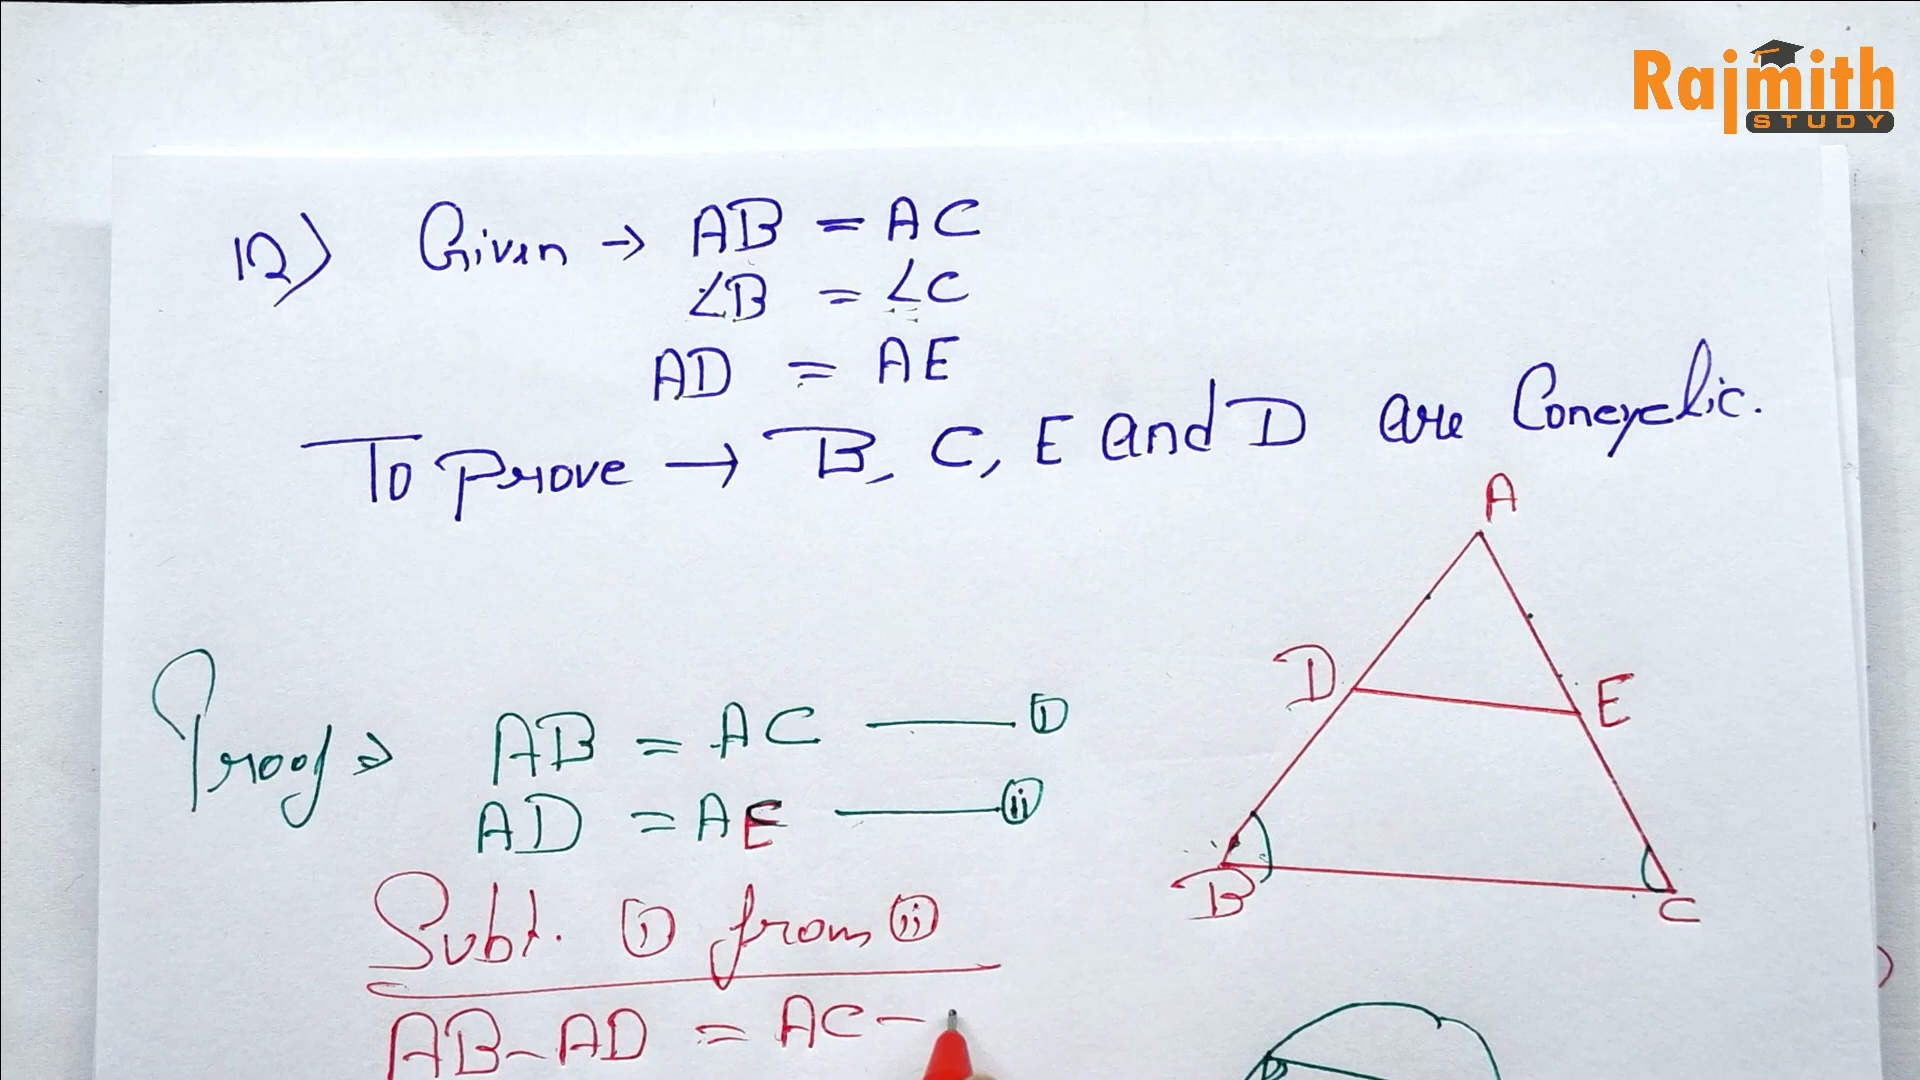 Rajmith
STUDY
12) Given → AB = AC
∠B = ∠C
AD = AE
To Prove → B, C, E and D are Concyclic.
A
D
E
B
C
Proof ⇒ AB = AC — (i)
AD = AE — (ii)
Subt. (i) from (ii)
AB - AD = AC -
D